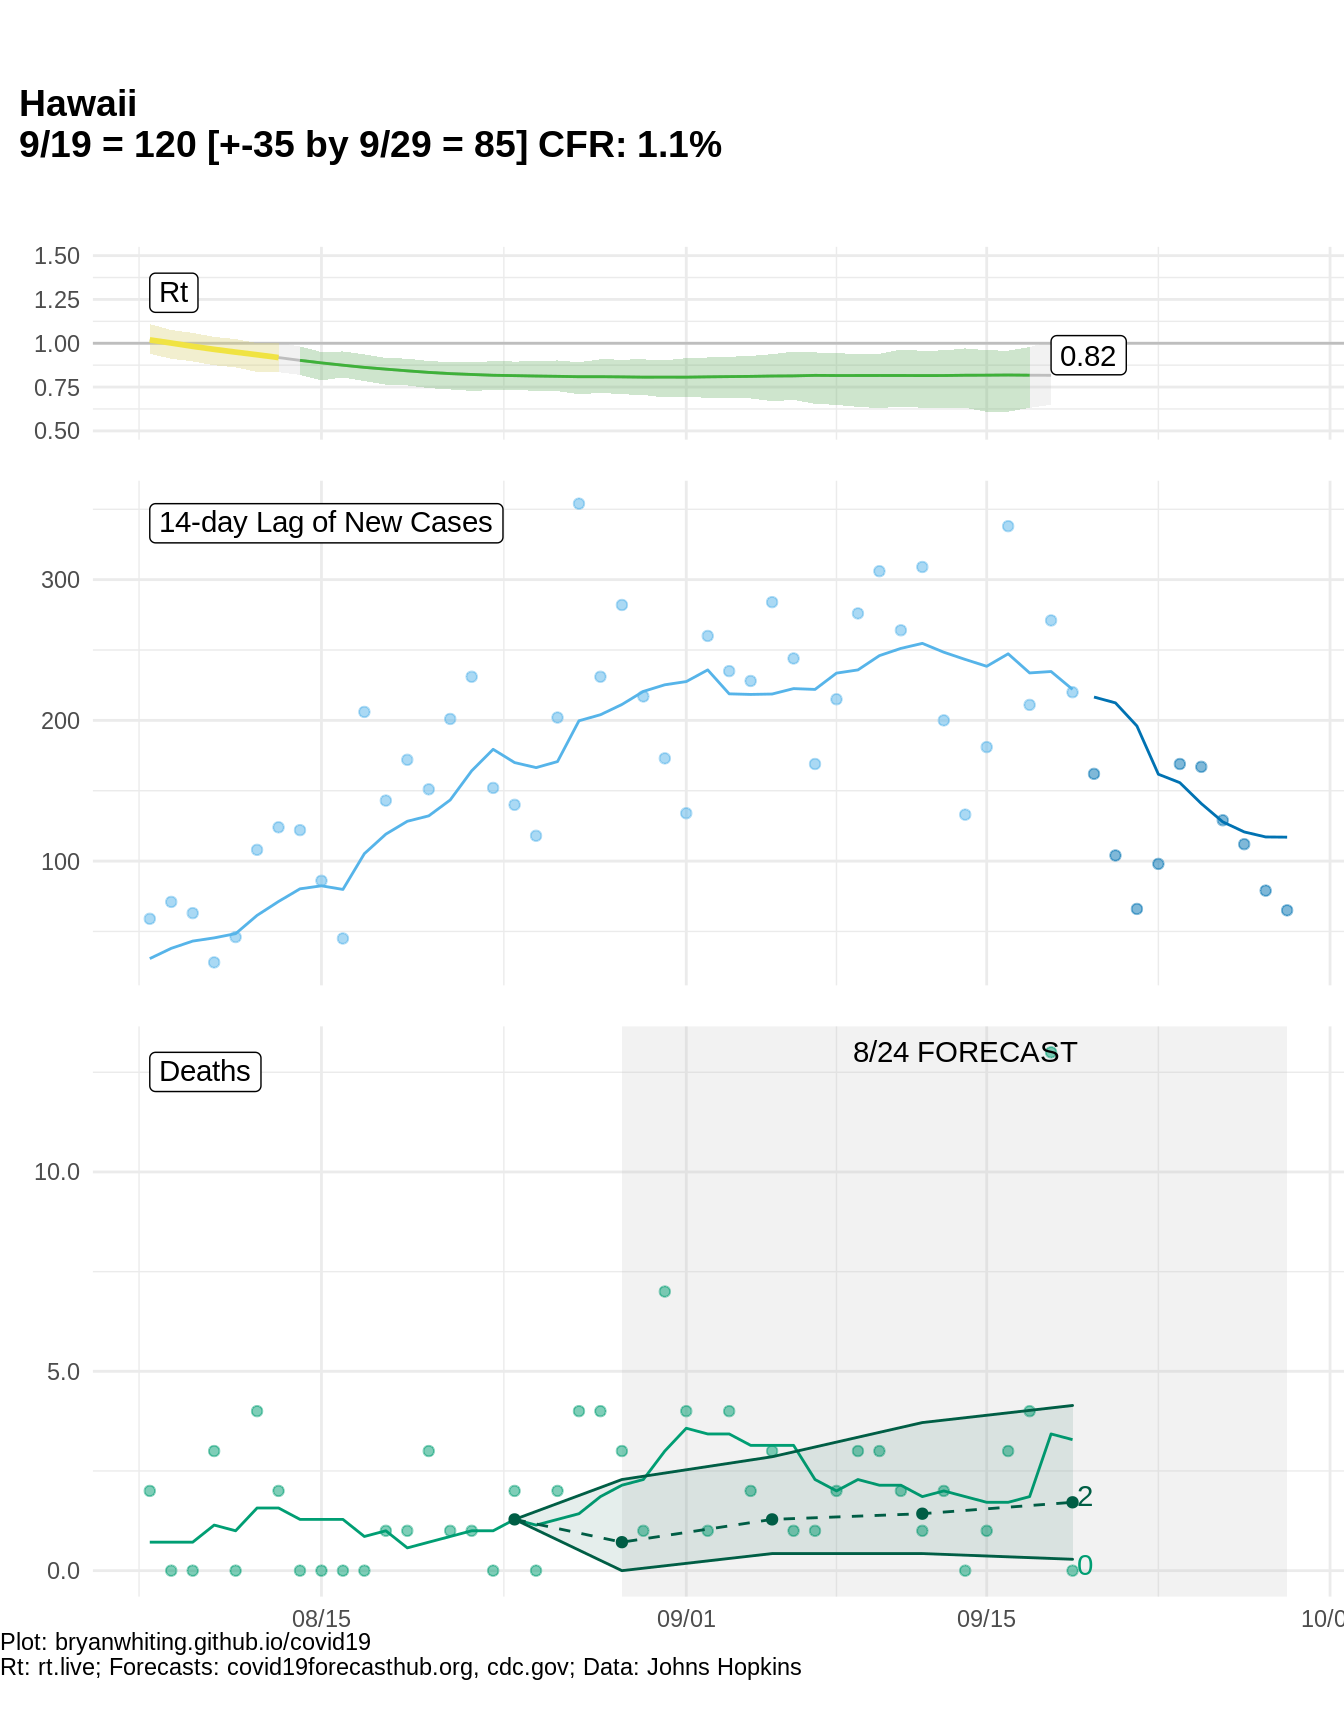 Hawaii
9/19 = 120 [+-35 by 9/29 = 85] CFR: 1.1%
1.50
Rt
1.25
1.00
0.82
0.75
0.50
14-day Lag of New Cases
300
200
100
8/24 FORECAST
Deaths
10.0
5.0
2
0
0.0
08/15 09/01 09/15 10/0
Plot: bryanwhiting.github.io/covid19
Rt: rt.live; Forecasts: covid19forecasthub.org, cdc.gov; Data: Johns Hopkins